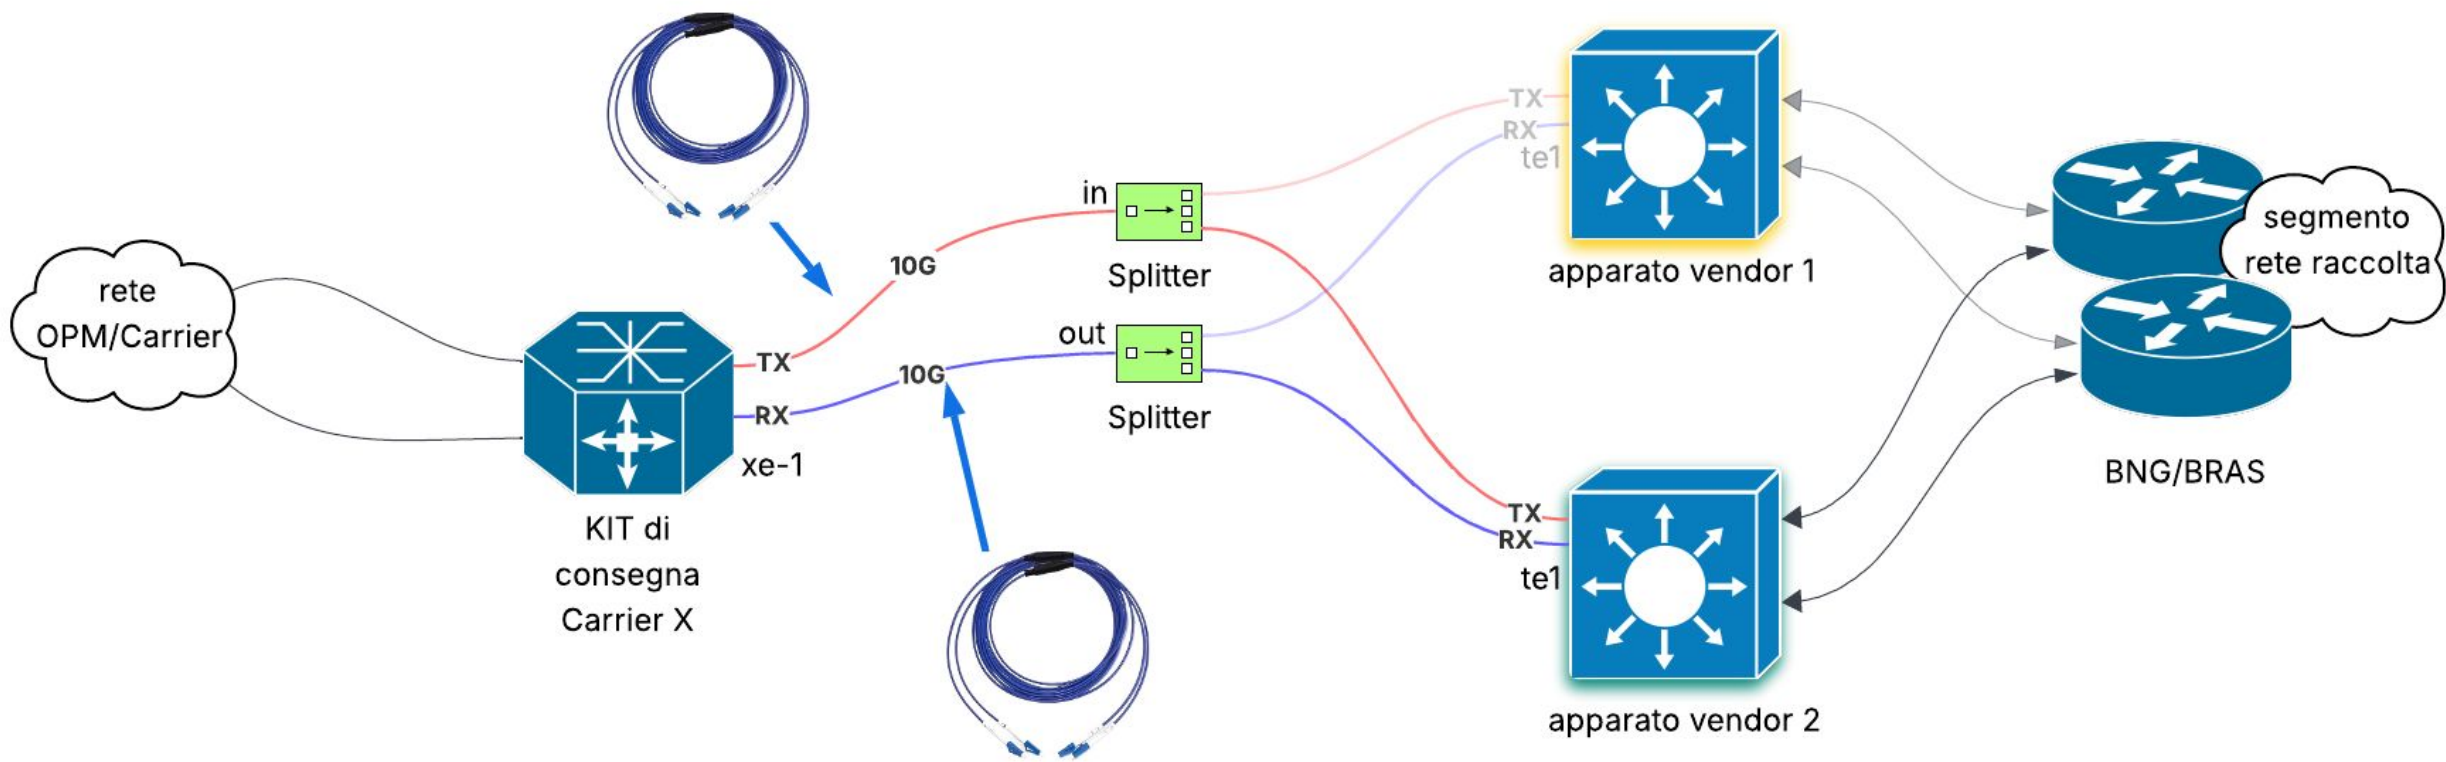 rete
OPM/Carrier
KIT di
consegna
Carrier X
TX
RX
xe-1
10G
10G
in
Splitter
out
Splitter
TX
RX
te1
apparato vendor 1
TX
RX
te1
apparato vendor 2
segmento
rete raccolta
BNG/BRAS